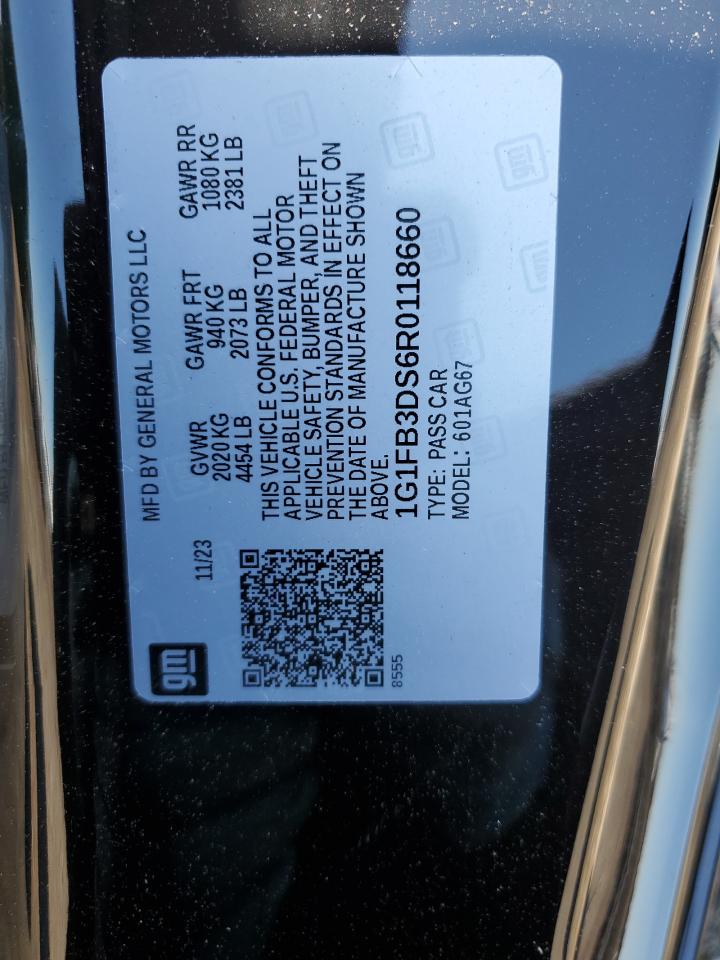 gm
MFD BY GENERAL MOTORS LLC
11/23
GVWR GAWR FRT GAWR RR
2020 KG 940 KG 1080 KG
4454 LB 2073 LB 2381 LB
THIS VEHICLE CONFORMS TO ALL
APPLICABLE U.S. FEDERAL MOTOR
VEHICLE SAFETY, BUMPER, AND THEFT
PREVENTION STANDARDS IN EFFECT ON
THE DATE OF MANUFACTURE SHOWN
ABOVE.
1G1FB3DS6R0118660
TYPE: PASS CAR
MODEL: 601AG67
8555